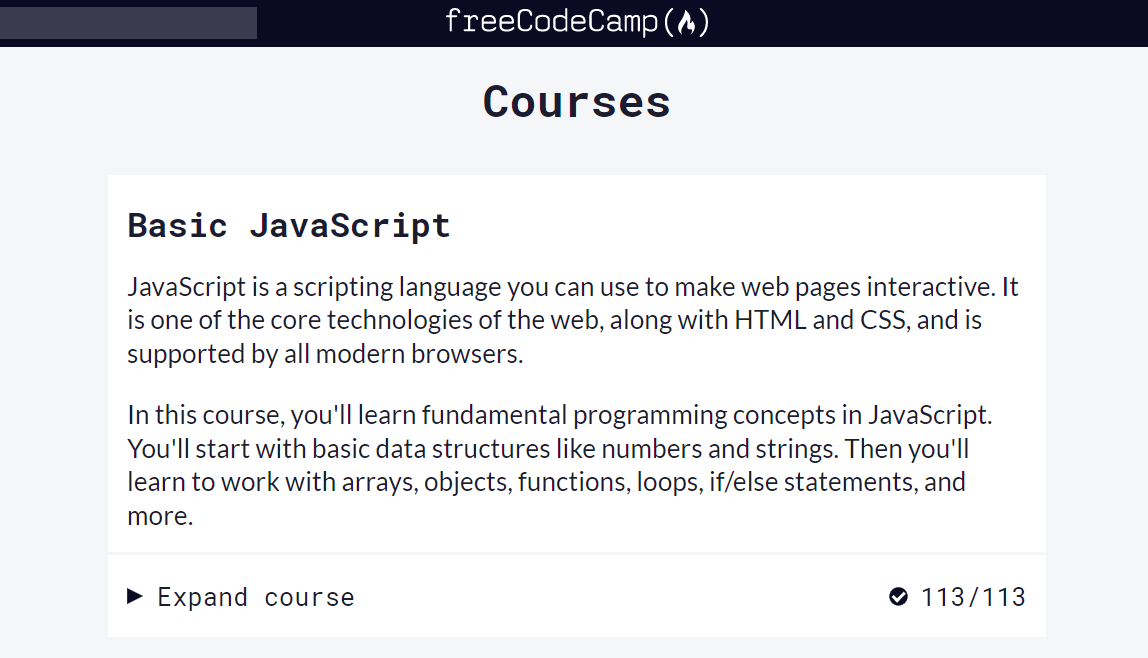 freeCodeCamp
Courses
Basic JavaScript
JavaScript is a scripting language you can use to make web pages interactive. It
is one of the core technologies of the web, along with HTML and CSS, and is
supported by all modern browsers.
In this course, you'll learn fundamental programming concepts in JavaScript.
You'll start with basic data structures like numbers and strings. Then you'll
learn to work with arrays, objects, functions, loops, if/else statements, and
more.
Expand course 113/113